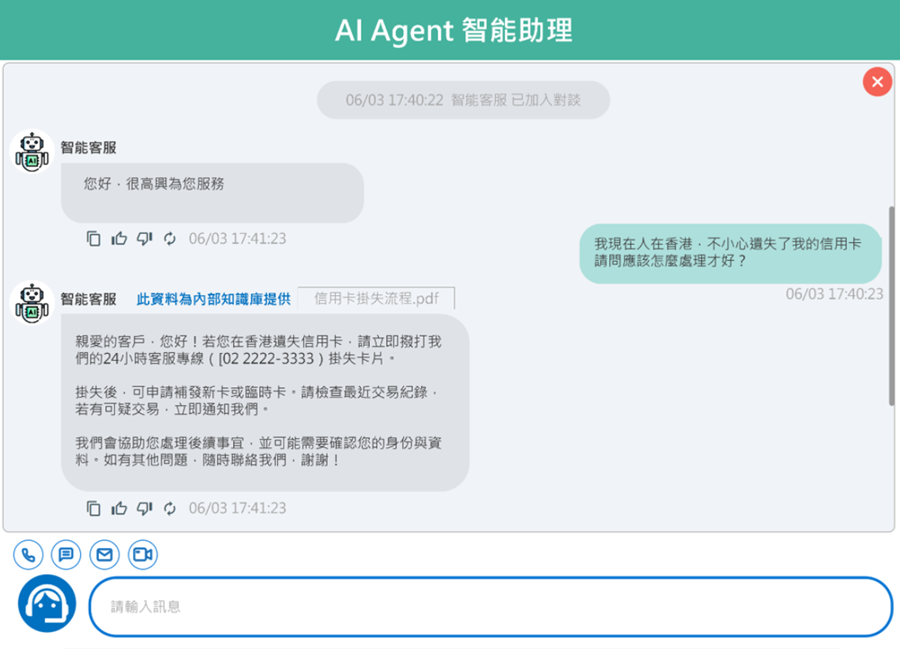 AI Agent 智能助理
06/03 17:40:22 智能客服 已加入對談
智能客服
您好，很高興為您服務
06/03 17:41:23
我現在人在香港，不小心遺失了我的信用卡
請問應該怎麼處理才好？
06/03 17:40:23
智能客服 此資料為內部知識庫提供 信用卡掛失流程.pdf
親愛的客戶，您好！若您在香港遺失信用卡，請立即撥打我
們的24小時客服專線（[02 2222-3333）掛失卡片。
掛失後，可申請補發新卡或臨時卡。請檢查最近交易紀錄，
若有可疑交易，立即通知我們。
我們會協助您處理後續事宜，並可能需要確認您的身份與資
料。如有其他問題，隨時聯絡我們，謝謝！
06/03 17:41:23
請輸入訊息